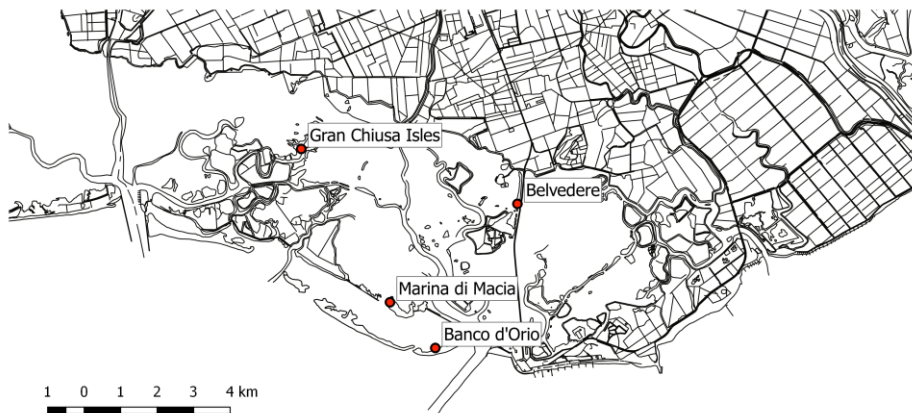 Gran Chiusa Isles
Belvedere
Marina di Macia
Banco d'Orio
1 0 1 2 3 4 km